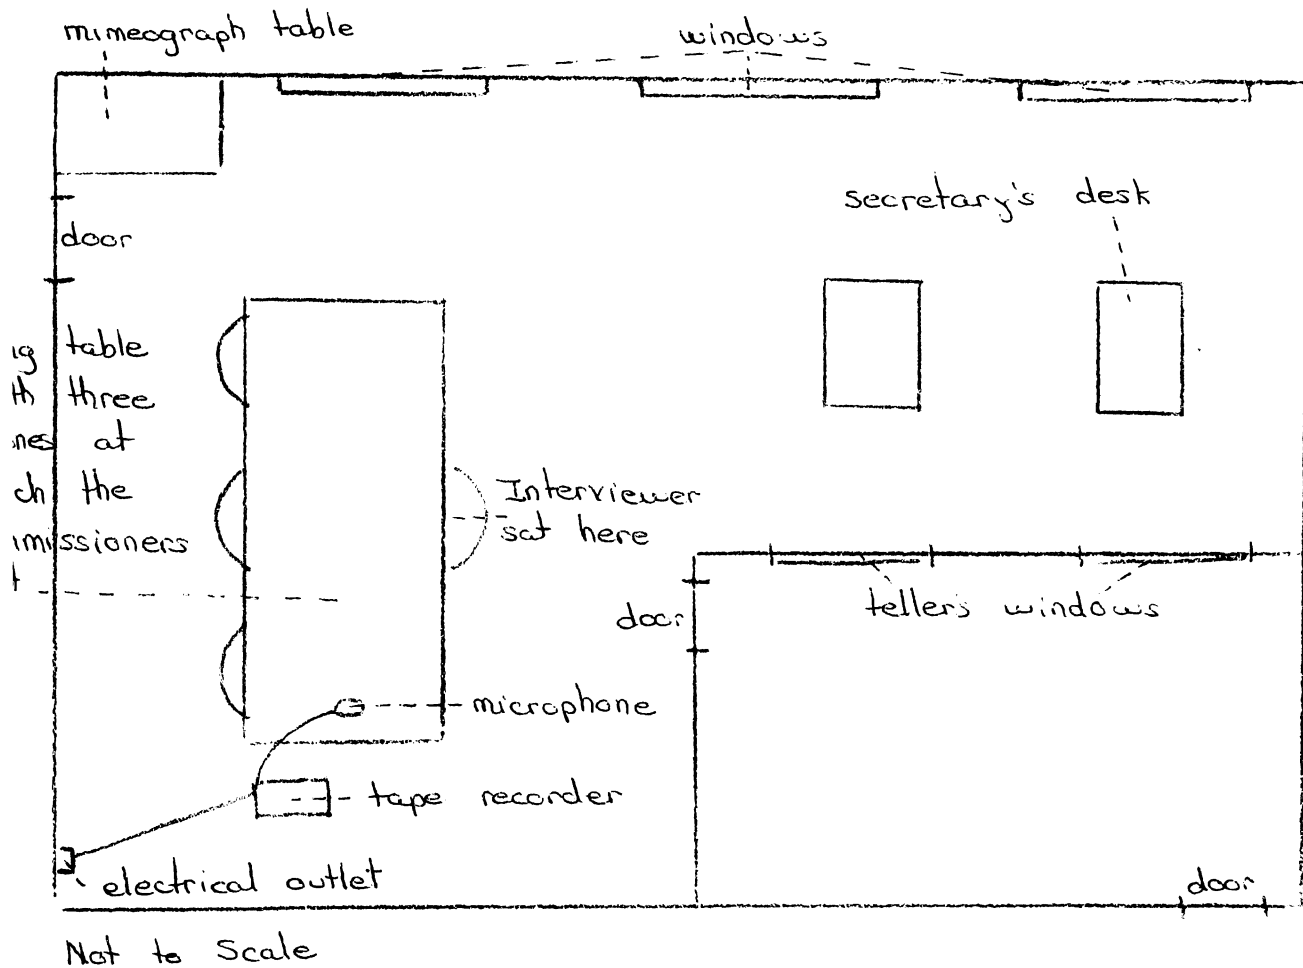 mimeograph table
windows
secretary's desk
door
table
three
at
the
Interviewer
sat here
door
tellers windows
microphone
tape recorder
electrical outlet
door
Not to Scale